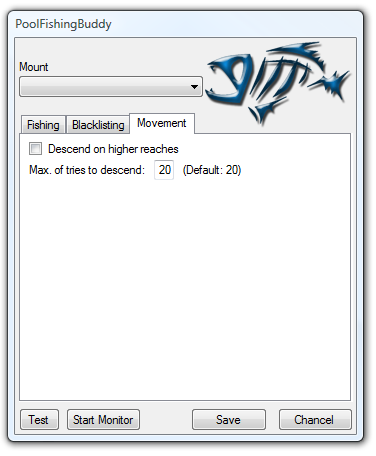 PoolFishingBuddy
Mount
Fishing Blacklisting Movement
Descend on higher reaches
Max. of tries to descend: 20 (Default: 20)
Test Start Monitor Save Chancel